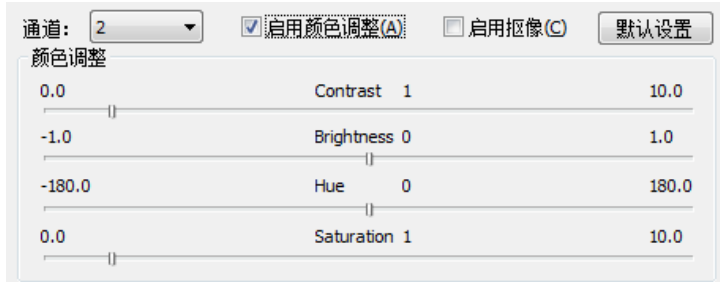 通道： 2 启用颜色调整(A) 启用抠像(C) 默认设置
颜色调整
0.0 Contrast 1 10.0
-1.0 Brightness 0 1.0
-180.0 Hue 0 180.0
0.0 Saturation 1 10.0